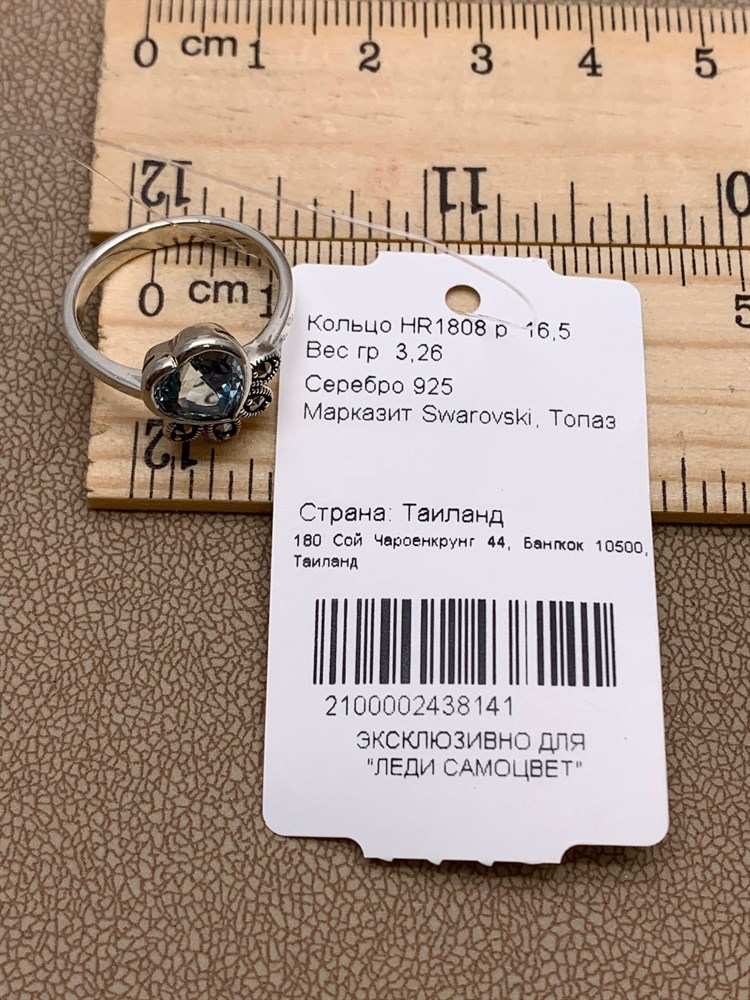 0 cm 1 2 3 4 5
12 11
0 cm 1
Кольцо HR1808 р 16,5
Вес гр 3,26
Серебро 925
Марказит Swarovski, Топаз
Страна: Таиланд
180 Сой Чароенкрунг 44, Бангкок 10500,
Таиланд
2100002438141
ЭКСКЛЮЗИВНО ДЛЯ
"ЛЕДИ САМОЦВЕТ"
12